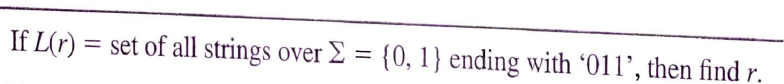 If L(r) = set of all strings over Σ = {0, 1} ending with ‘011’, then find r.